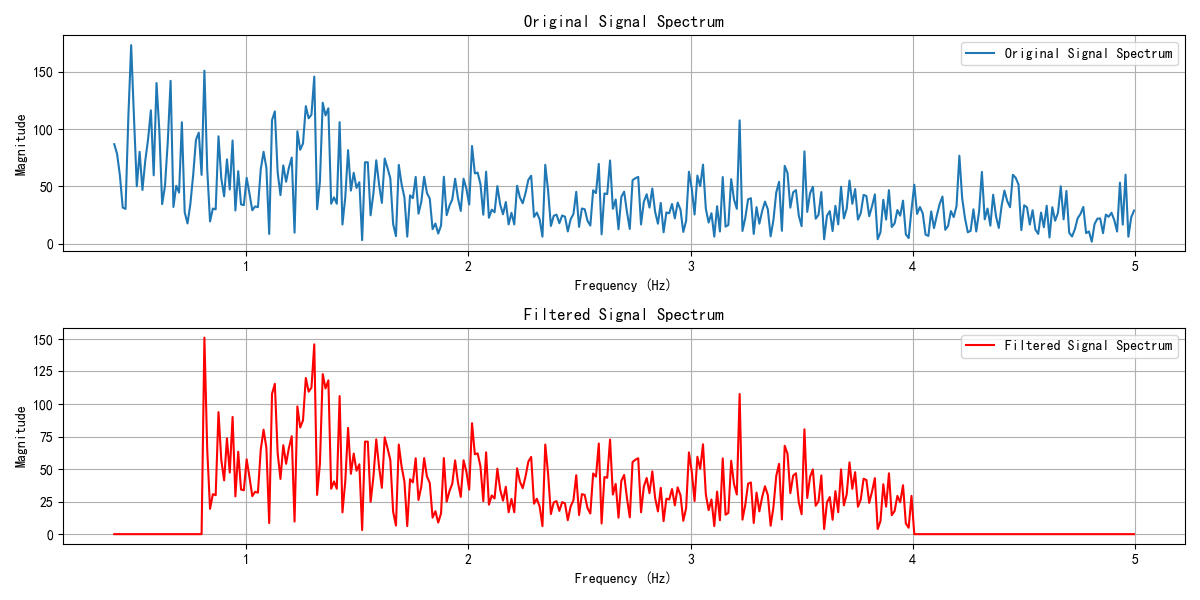 Original Signal Spectrum
Original Signal Spectrum
Magnitude
150
100
50
0
1 2 3 4 5
Frequency (Hz)
Filtered Signal Spectrum
Filtered Signal Spectrum
Magnitude
150
125
100
75
50
25
0
1 2 3 4 5
Frequency (Hz)